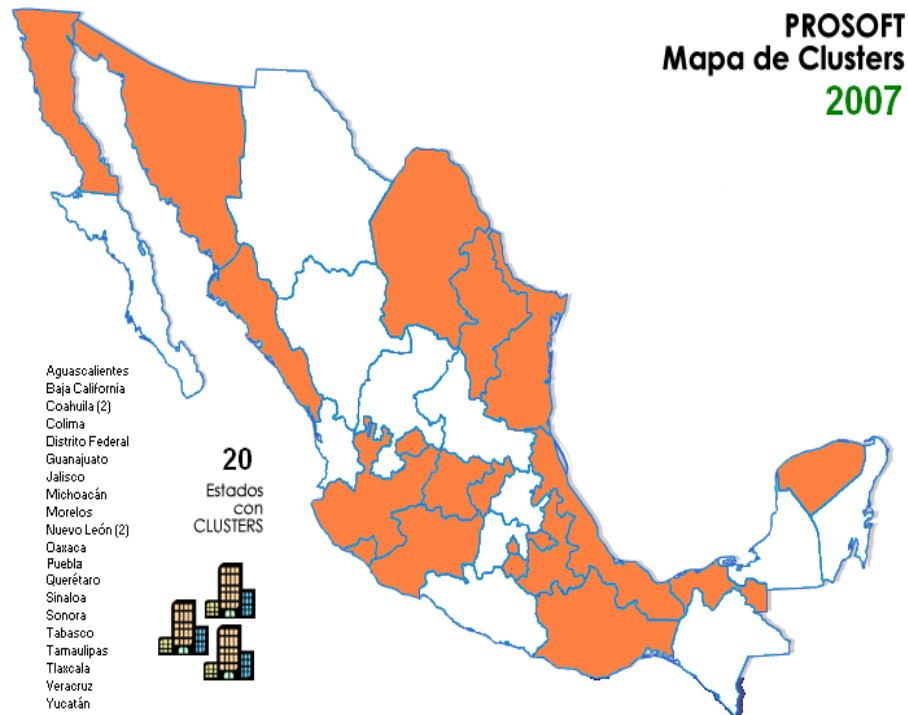 PROSOFT
Mapa de Clusters
2007
Aguascalientes
Baja California
Coahuila (2)
Colima
Distrito Federal
Guanajuato
Jalisco
Michoacán
Morelos
Nuevo León (2)
Oaxaca
Puebla
Querétaro
Sinaloa
Sonora
Tabasco
Tamaulipas
Tlaxcala
Veracruz
Yucatán
20
Estados
con
CLUSTERS